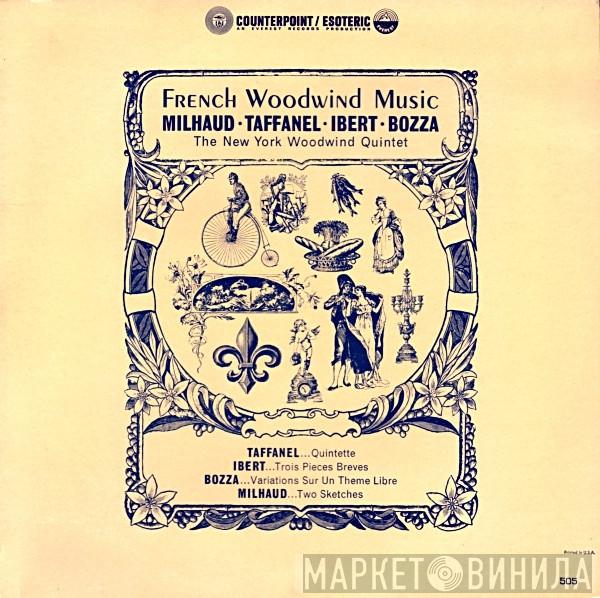 COUNTERPOINT / ESOTERIC
AN EVEREST RECORDS PRODUCTION
FRENCH WOODWIND MUSIC
MILHAUD · TAFFANEL · IBERT · BOZZA
The New York Woodwind Quintet
TAFFANEL...Quintette
IBERT...Trois Pieces Breves
BOZZA...Variations Sur Un Theme Libre
MILHAUD...Two Sketches
Printed in U.S.A.
505
МАРКЕТ ВИНИЛА